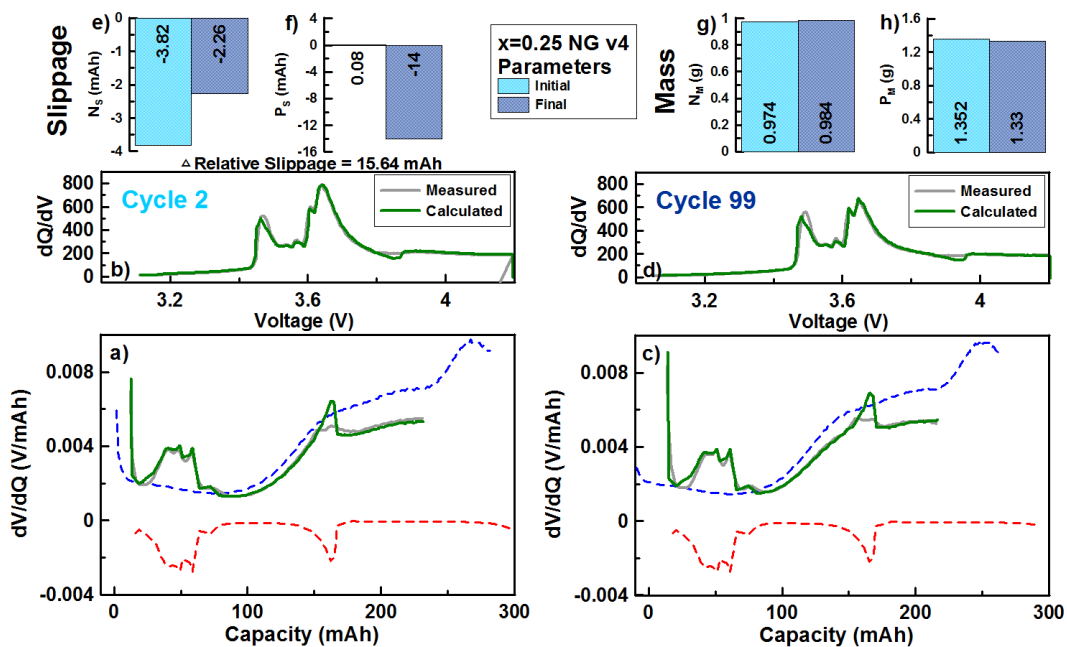 e)
Slippage
N_S (mAh)
0
-1
-2
-3
-4
-3.82
-2.26
f)
P_S (mAh)
4
0
-4
-8
-12
-16
0.08
-14
△ Relative Slippage = 15.64 mAh
x=0.25 NG v4
Parameters
Initial
Final
g)
Mass
N_M (g)
1
0.8
0.6
0.4
0.2
0
0.974
0.984
h)
P_M (g)
1.6
1.2
0.8
0.4
0.0
1.352
1.33
Cycle 2
Measured
Calculated
dQ/dV
800
600
400
200
0
b)
3.2
3.6
4
Voltage (V)
Cycle 99
Measured
Calculated
dQ/dV
800
600
400
200
0
d)
3.2
3.6
4
Voltage (V)
a)
dV/dQ (V/mAh)
0.008
0.004
0
-0.004
0
100
200
300
Capacity (mAh)
c)
dV/dQ (V/mAh)
0.008
0.004
0
-0.004
0
100
200
300
Capacity (mAh)